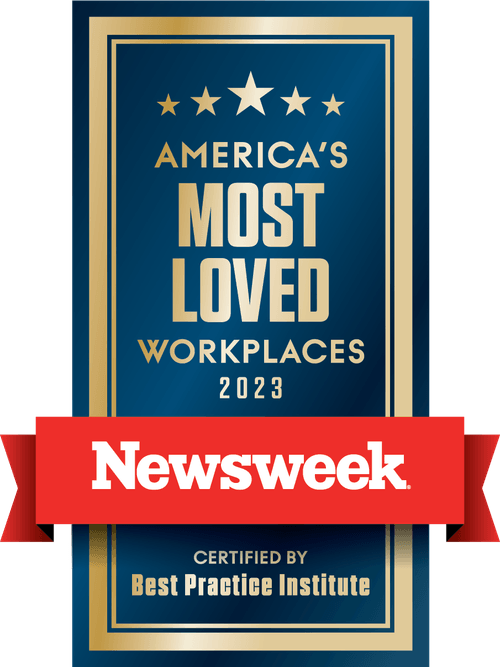 AMERICA'S
MOST
LOVED
WORKPLACES
2023
Newsweek.
CERTIFIED BY
Best Practice Institute